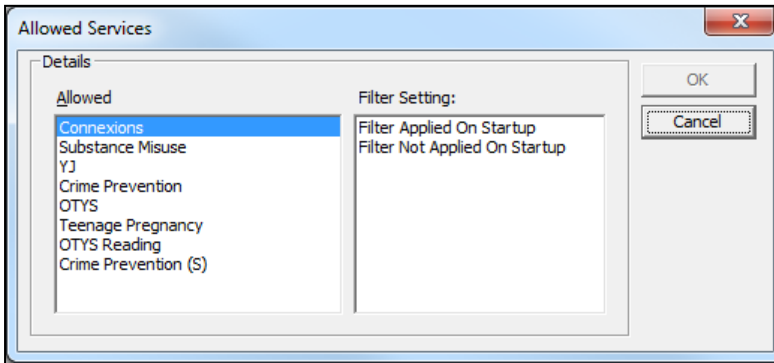 Allowed Services
Details
Allowed
Filter Setting:
Connexions
Substance Misuse
YJ
Crime Prevention
OTYS
Teenage Pregnancy
OTYS Reading
Crime Prevention (S)
Filter Applied On Startup
Filter Not Applied On Startup
OK
Cancel